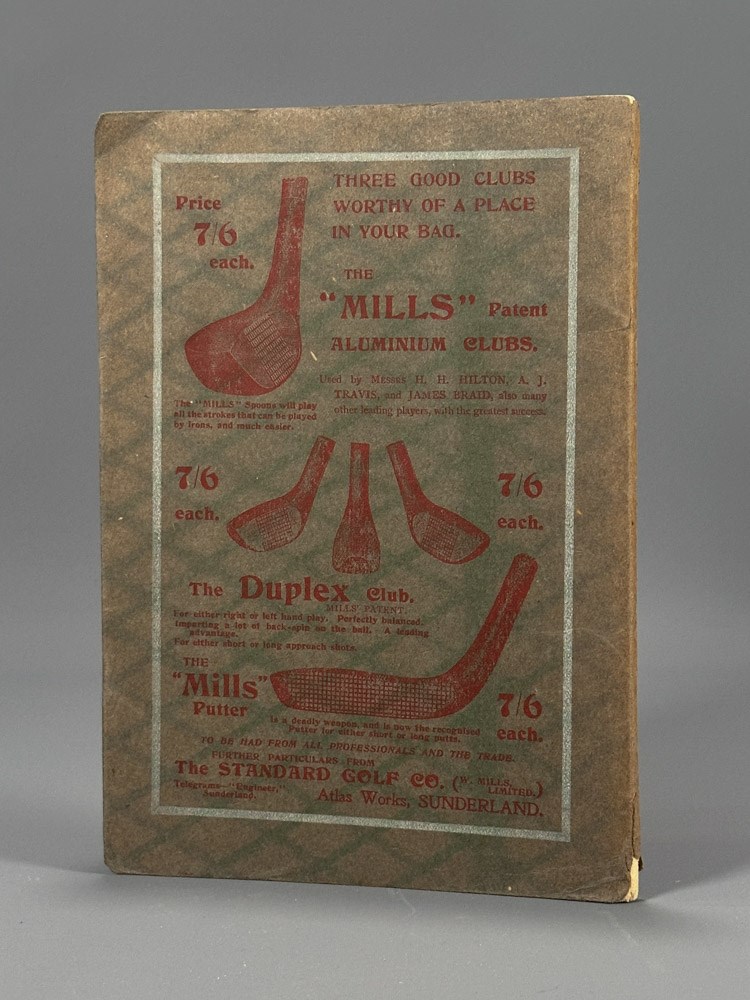 Price
7/6
each.
THREE GOOD CLUBS
WORTHY OF A PLACE
IN YOUR BAG.
THE
"MILLS" Patent
ALUMINIUM CLUBS.
Used by MESSRS H. H. HILTON, A. J.
TRAVIS, and JAMES BRAID, also many
other leading players, with the greatest success.
The "MILLS" Spoons will play
all the strokes that can be played
by Irons, and much easier.
7/6
each.
7/6
each.
The Duplex Club.
MILLS' PATENT.
For either right or left hand play. Perfectly balanced.
Imparting a lot of back-spin on the ball. A leading
advantage.
For either short or long approach shots.
THE
"Mills"
Putter
7/6
each.
Is a deadly weapon, and is now the recognised
Putter for either short or long putts.
TO BE HAD FROM ALL PROFESSIONALS AND THE TRADE.
FURTHER PARTICULARS FROM
The STANDARD GOLF CO. (W. MILLS, LIMITED.)
Telegrams—"Engineer,"
Sunderland.
Atlas Works, SUNDERLAND.